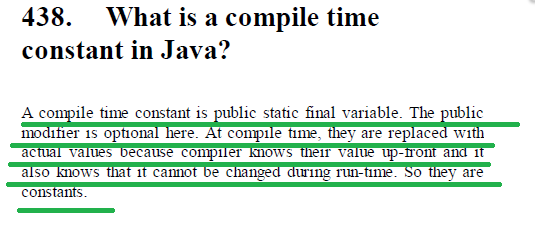 438. What is a compile time
constant in Java?
A compile time constant is public static final variable. The public
modifier is optional here. At compile time, they are replaced with
actual values because compiler knows their value up-front and it
also knows that it cannot be changed during run-time. So they are
constants.